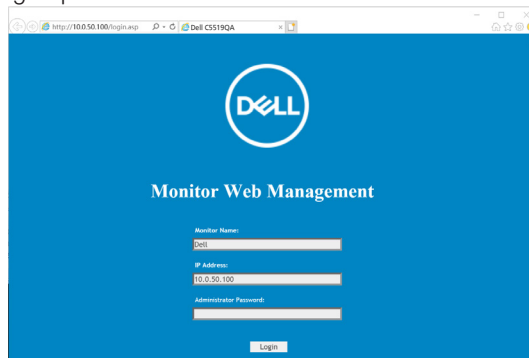 http://10.0.50.100/login.asp
Dell C5519QA
DELL
Monitor Web Management
Monitor Name:
Dell
IP Address:
10.0.50.100
Administrator Password:
Login